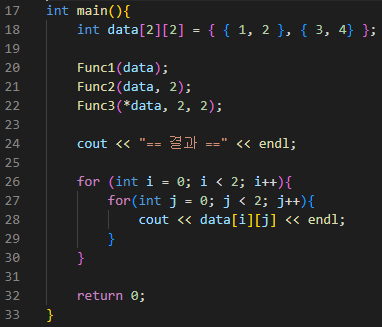 17 int main(){
18     int data[2][2] = { { 1, 2 }, { 3, 4} };
19
20     Func1(data);
21     Func2(data, 2);
22     Func3(*data, 2, 2);
23
24     cout << "== 결과 ==" << endl;
25
26     for (int i = 0; i < 2; i++){
27         for(int j = 0; j < 2; j++){
28             cout << data[i][j] << endl;
29         }
30     }
31
32     return 0;
33 }